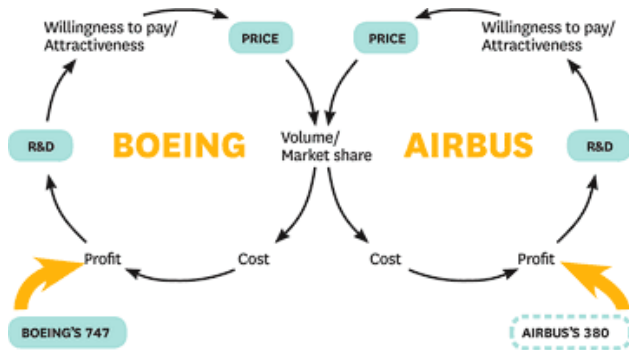 Willingness to pay/
Attractiveness
PRICE
PRICE
Willingness to pay/
Attractiveness
R&D
BOEING
Volume/
Market share
AIRBUS
R&D
Profit
Cost
Cost
Profit
BOEING'S 747
AIRBUS'S 380